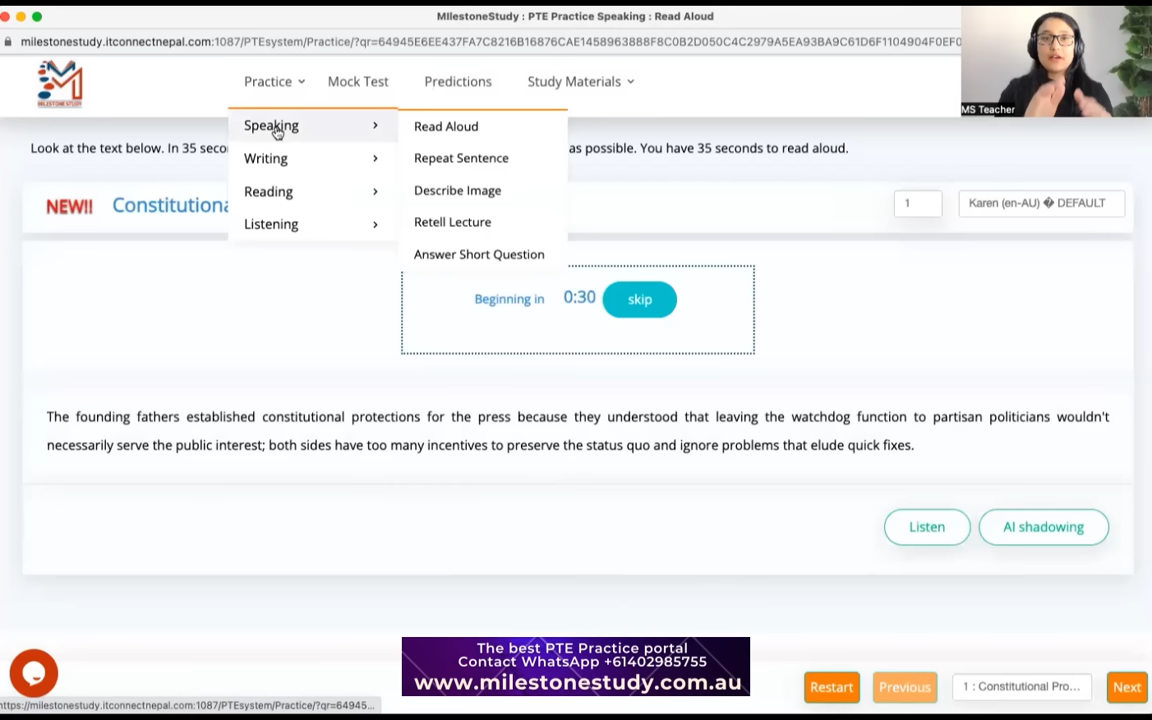 MIlestoneStudy : PTE Practice Speaking : Read Aloud
milestonestudy.itconnectnepal.com:1087/PTEsystem/Practice/?qr=64945E6EE437FA7C8216B16876CAE1458963888F8C0B2D050C4C2979A5EA93BA9C61D6F1104904F0EF0
MILESTONESTUDY
Practice Mock Test Predictions Study Materials
MS Teacher
Speaking
Writing
Reading
Listening
Read Aloud
Repeat Sentence
Describe Image
Retell Lecture
Answer Short Question
Look at the text below. In 35 seco as possible. You have 35 seconds to read aloud.
NEW!! Constitutiona 1 Karen (en-AU) � DEFAULT
Beginning in 0:30 skip
The founding fathers established constitutional protections for the press because they understood that leaving the watchdog function to partisan politicians wouldn't
necessarily serve the public interest; both sides have too many incentives to preserve the status quo and ignore problems that elude quick fixes.
Listen AI shadowing
The best PTE Practice portal
Contact WhatsApp +61402985755
www.milestonestudy.com.au
Restart Previous 1 : Constitutional Pro... Next
https://milestonestudy.itconnectnepal.com:1087/PTEsystem/Practice/?qr=64945...